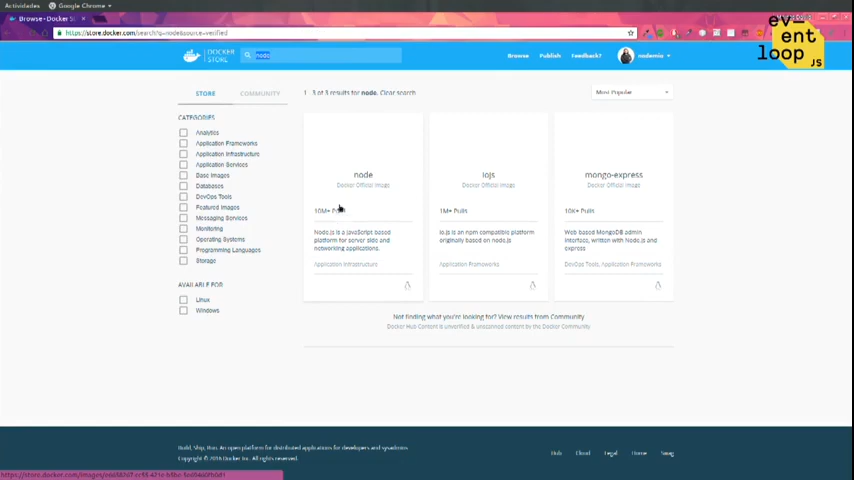 Actividades
Google Chrome
Browse - Docker S
https://store.docker.com/search?q=node&source=verified
DOCKER
STORE
node
Browse
Publish
Feedback?
nodemio
ev
ent
loop
JS
STORE
COMMUNITY
1 - 3 of 3 results for node. Clear search
Most Popular
CATEGORIES
Analytics
Application Frameworks
Application Infrastructure
Application Services
Base Images
Databases
DevOps Tools
Featured Images
Messaging Services
Monitoring
Operating Systems
Programming Languages
Storage
AVAILABLE FOR
Linux
Windows
node
Docker Official Image
10M+
Node.js is a JavaScript based
platform for server side and
networking applications.
Application Infrastructure
iojs
Docker Official Image
1M+ Pulls
io.js is an npm compatible platform
originally based on node.js
Application Frameworks
mongo-express
Docker Official Image
10K+ Pulls
Web based MongoDB admin
interface, written with Node.js and
express
DevOps Tools, Application Frameworks
Not finding what you're looking for? View results from Community
Docker Hub Content is unverified & unscanned content by the Docker Community
Build, Ship, Run. An open platform for distributed applications for developers and sysadmins
Copyright © 2016 Docker Inc. All rights reserved.
Hub
Cloud
Legal
Home
Swag